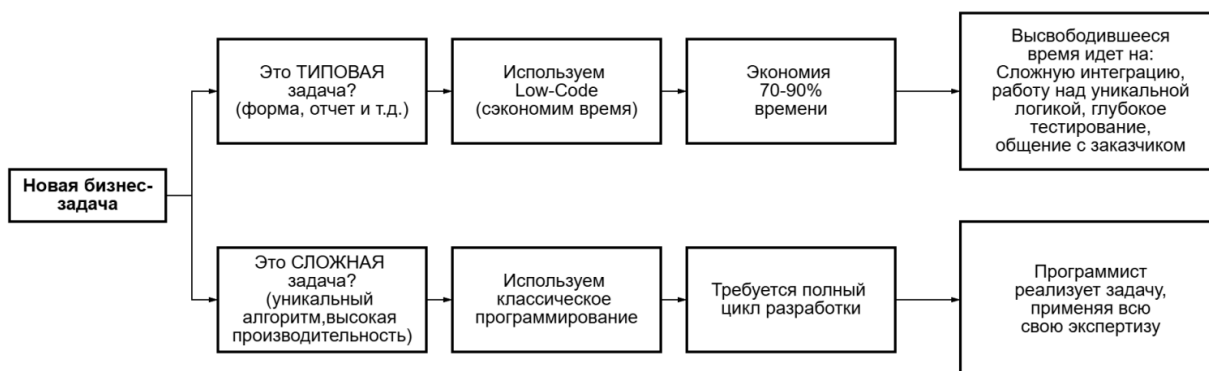 Новая бизнес-
задача
Это ТИПОВАЯ
задача?
(форма, отчет и т.д.)
Используем
Low-Code
(сэкономим время)
Экономия
70-90%
времени
Высвободившееся
время идет на:
Сложную интеграцию,
работу над уникальной
логикой, глубокое
тестирование,
общение с заказчиком
Это СЛОЖНАЯ
задача?
(уникальный
алгоритм,высокая
производительность)
Используем
классическое
программирование
Требуется полный
цикл разработки
Программист
реализует задачу,
применяя всю
свою экспертизу